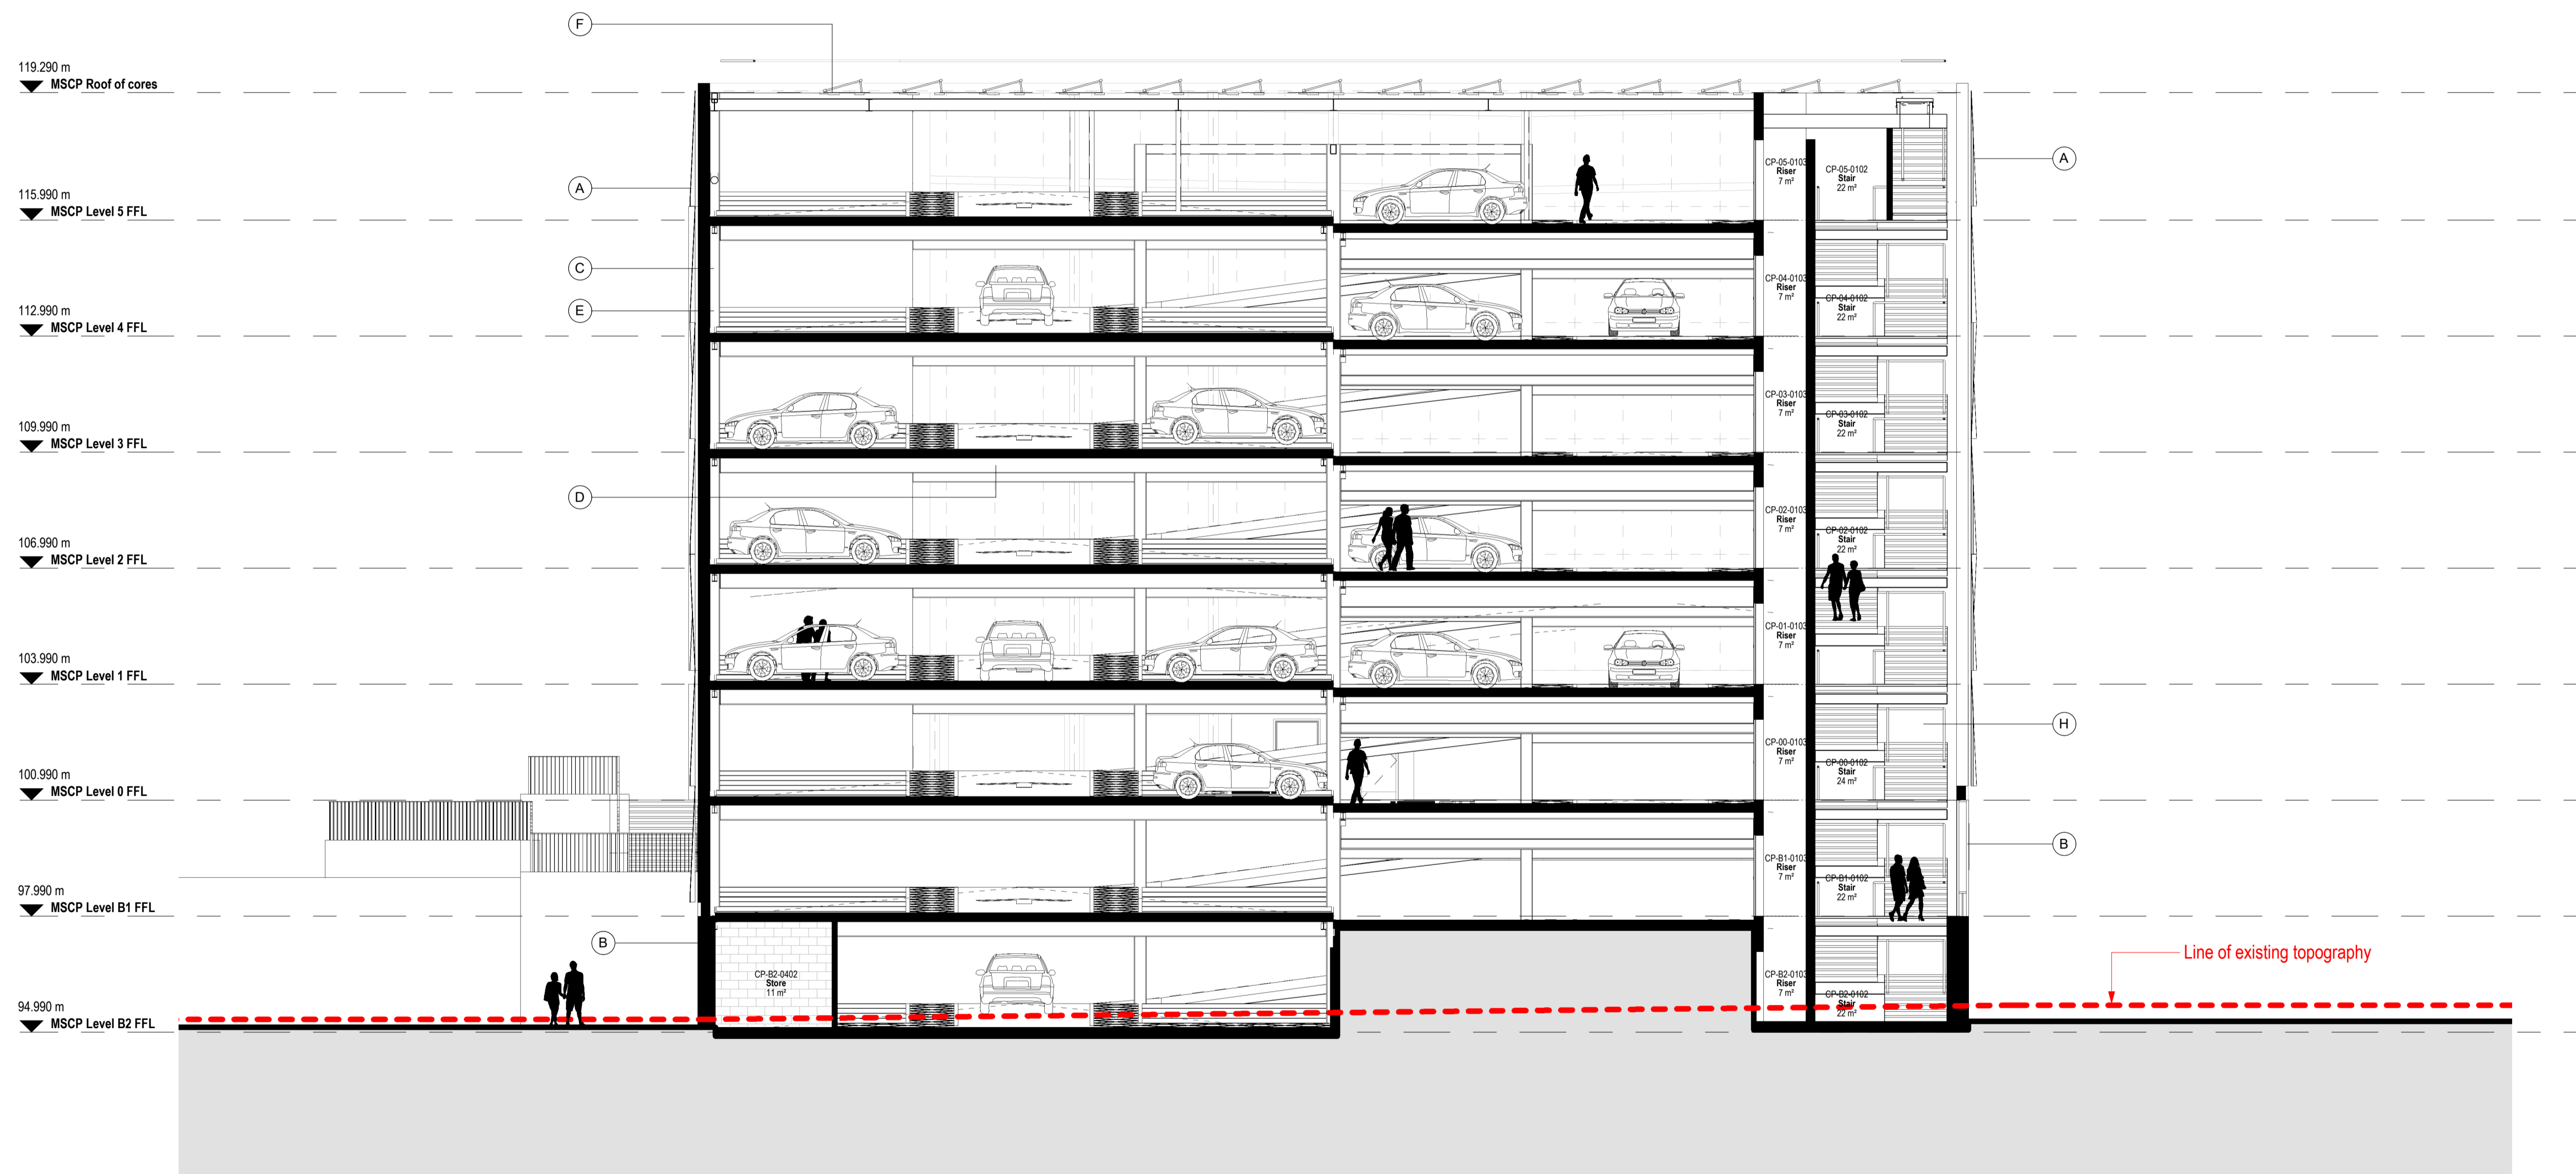 F
119.290 m
MSCP Roof of cores
A
A
CP-05-0103
Riser
7 m²
CP-05-0102
Stair
22 m²
115.990 m
MSCP Level 5 FFL
C
E
CP-04-0103
Riser
7 m²
CP-04-0102
Stair
22 m²
112.990 m
MSCP Level 4 FFL
CP-03-0103
Riser
7 m²
CP-03-0102
Stair
22 m²
109.990 m
MSCP Level 3 FFL
D
CP-02-0103
Riser
7 m²
CP-02-0102
Stair
22 m²
106.990 m
MSCP Level 2 FFL
CP-01-0103
Riser
7 m²
103.990 m
MSCP Level 1 FFL
H
CP-00-0103
Riser
7 m²
CP-00-0102
Stair
24 m²
100.990 m
MSCP Level 0 FFL
B
CP-B1-0103
Riser
7 m²
CP-B1-0102
Stair
22 m²
97.990 m
MSCP Level B1 FFL
B
Line of existing topography
CP-B2-0402
Store
11 m²
CP-B2-0103
Riser
7 m²
CP-B2-0102
Stair
22 m²
94.990 m
MSCP Level B2 FFL